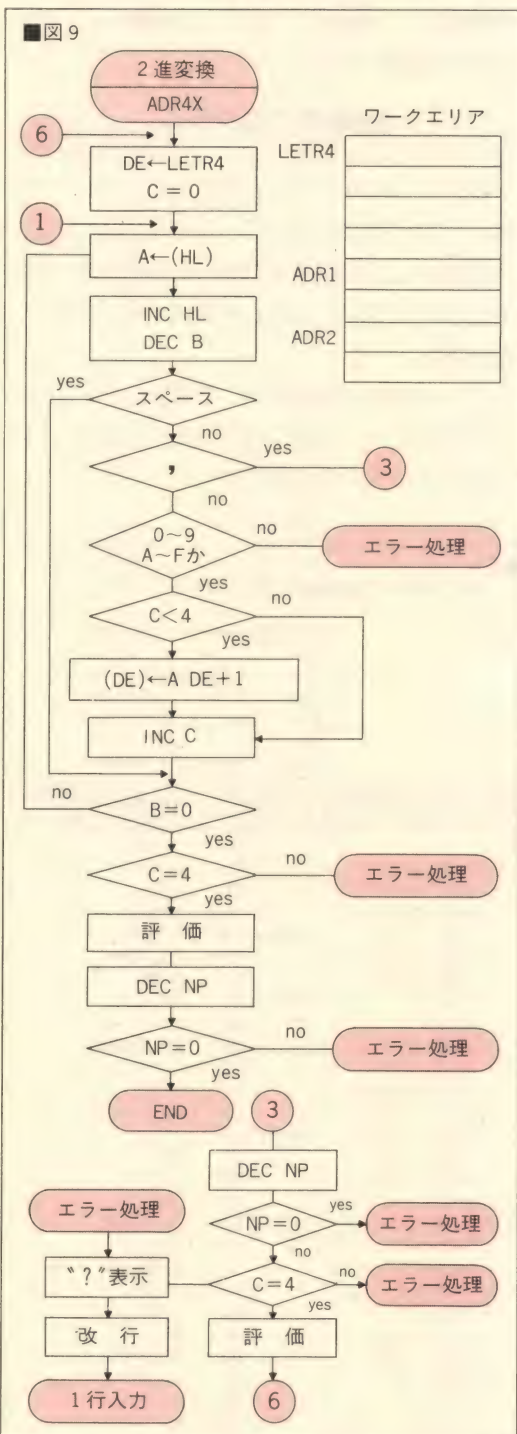 ■図9
2進変換
ADR4X
ワークエリア
LETR4
ADR1
ADR2
6
DE←LETR4
C = 0
1
A←(HL)
INC HL
DEC B
yes
スペース
no
,
yes
3
no
0~9
A~Fか
no
エラー処理
yes
C<4
no
yes
(DE)←A DE+1
INC C
no
B=0
yes
C=4
no
エラー処理
yes
評 価
DEC NP
NP=0
no
エラー処理
yes
END
3
DEC NP
エラー処理
NP=0
yes
エラー処理
no
"?"表示
C=4
no
エラー処理
yes
改 行
評 価
1行入力
6